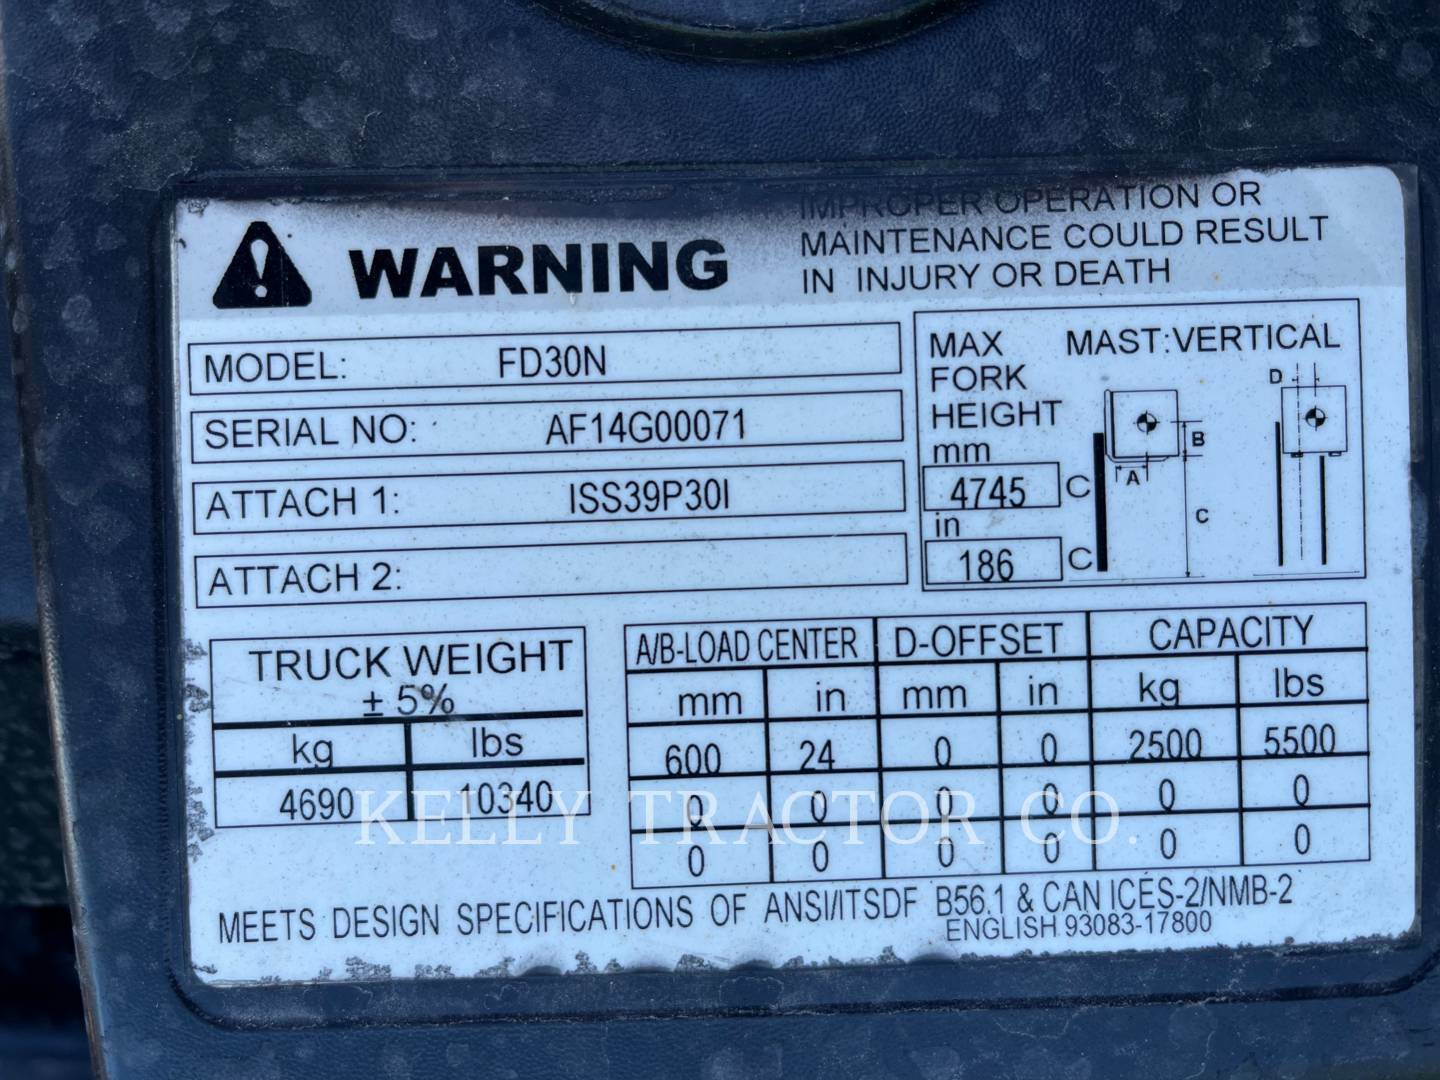 WARNING
IMPROPER OPERATION OR
MAINTENANCE COULD RESULT
IN INJURY OR DEATH
MODEL: FD30N
SERIAL NO: AF14G00071
ATTACH 1: ISS39P30I
ATTACH 2:
MAX MAST:VERTICAL
FORK
HEIGHT
mm
4745 C
in
186 C
A
B
C
D
TRUCK WEIGHT
± 5%
kg lbs
4690 10340
A/B-LOAD CENTER D-OFFSET CAPACITY
mm in mm in kg lbs
600 24 0 0 2500 5500
0 0 0 0 0 0
0 0 0 0 0 0
KELLY TRACTOR CO.
MEETS DESIGN SPECIFICATIONS OF ANSI/ITSDF B56.1 & CAN ICES-2/NMB-2
ENGLISH 93083-17800